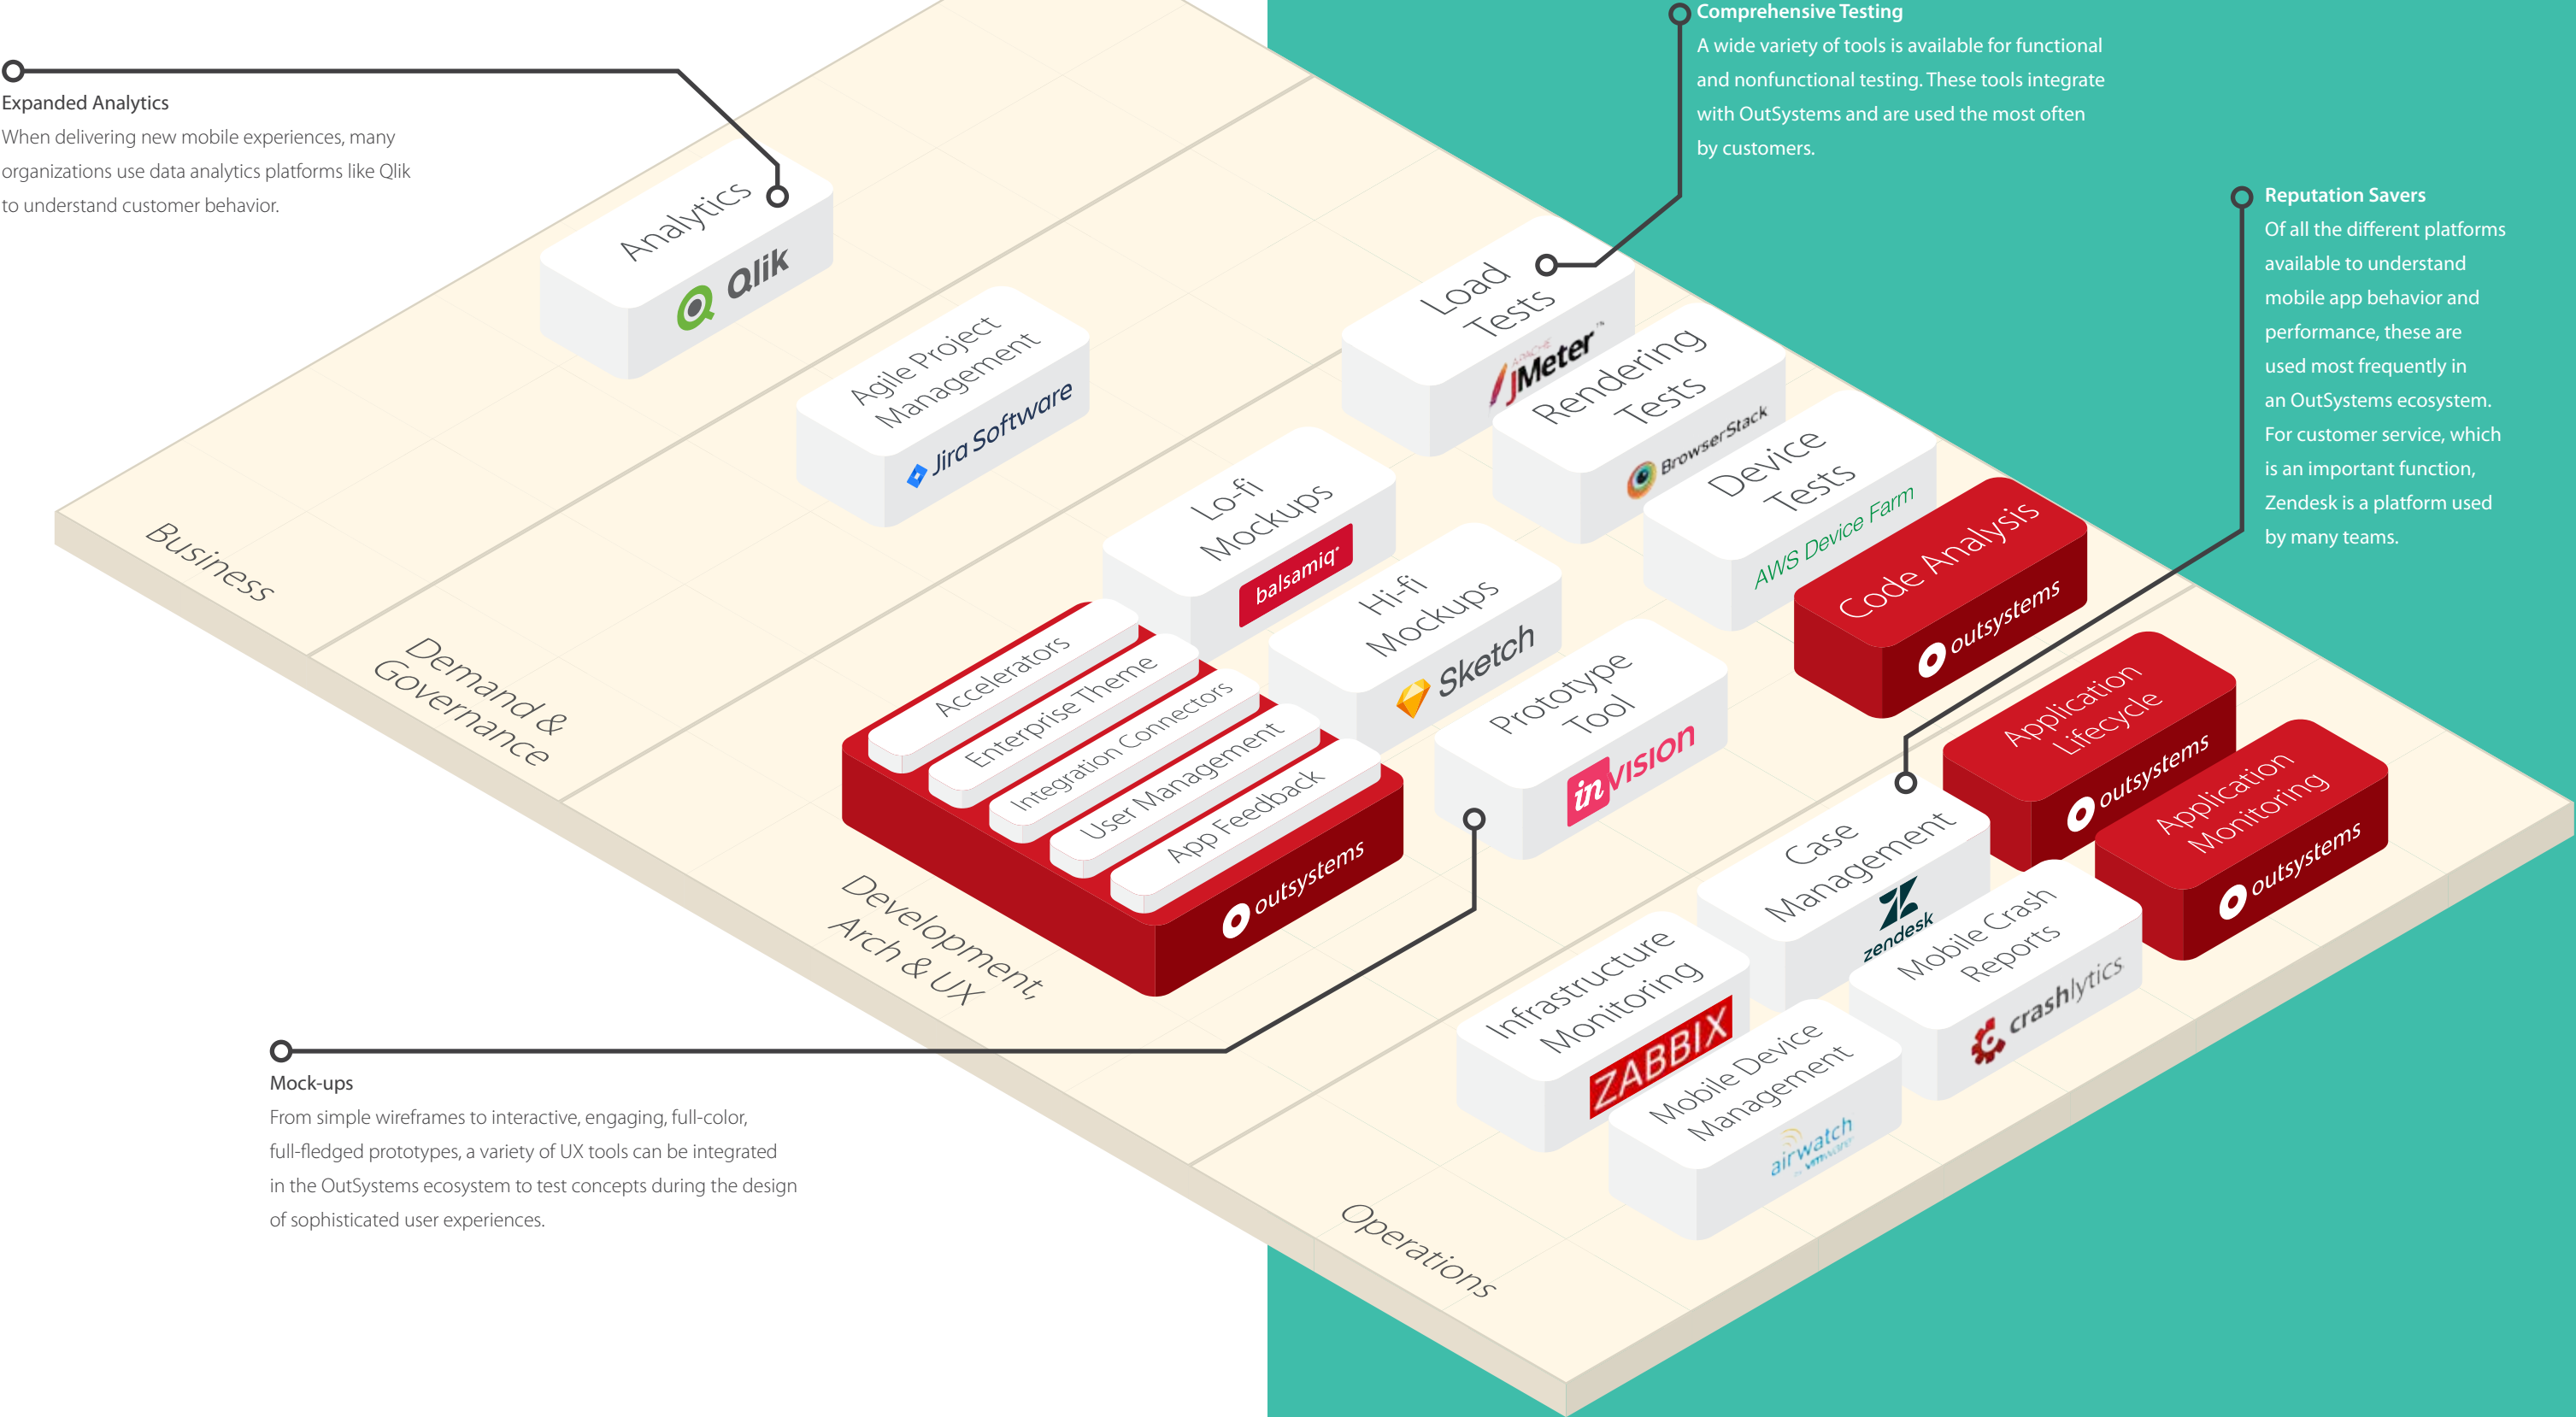 Expanded Analytics
When delivering new mobile experiences, many
organizations use data analytics platforms like Qlik
to understand customer behavior.
Comprehensive Testing
A wide variety of tools is available for functional
and nonfunctional testing. These tools integrate
with OutSystems and are used the most often
by customers.
Reputation Savers
Of all the different platforms
available to understand
mobile app behavior and
performance, these are
used most frequently in
an OutSystems ecosystem.
For customer service, which
is an important function,
Zendesk is a platform used
by many teams.
Business
Analytics
Qlik
Demand &
Governance
Agile Project
Management
Jira Software
Development,
Arch & UX
Load
Tests
APACHE
JMeter™
Rendering
Tests
BrowserStack
Device
Tests
AWS Device Farm
Code Analysis
outsystems
Lo-fi
Mockups
balsamiq®
Hi-fi
Mockups
Sketch
Prototype
Tool
inVISION
Accelerators
Enterprise Theme
Integration Connectors
User Management
App Feedback
outsystems
Operations
Application
Lifecycle
outsystems
Application
Monitoring
outsystems
Case
Management
zendesk
Mobile Crash
Reports
crashlytics
Infrastructure
Monitoring
ZABBIX
Mobile Device
Management
airwatch
by vmware
Mock-ups
From simple wireframes to interactive, engaging, full-color,
full-fledged prototypes, a variety of UX tools can be integrated
in the OutSystems ecosystem to test concepts during the design
of sophisticated user experiences.